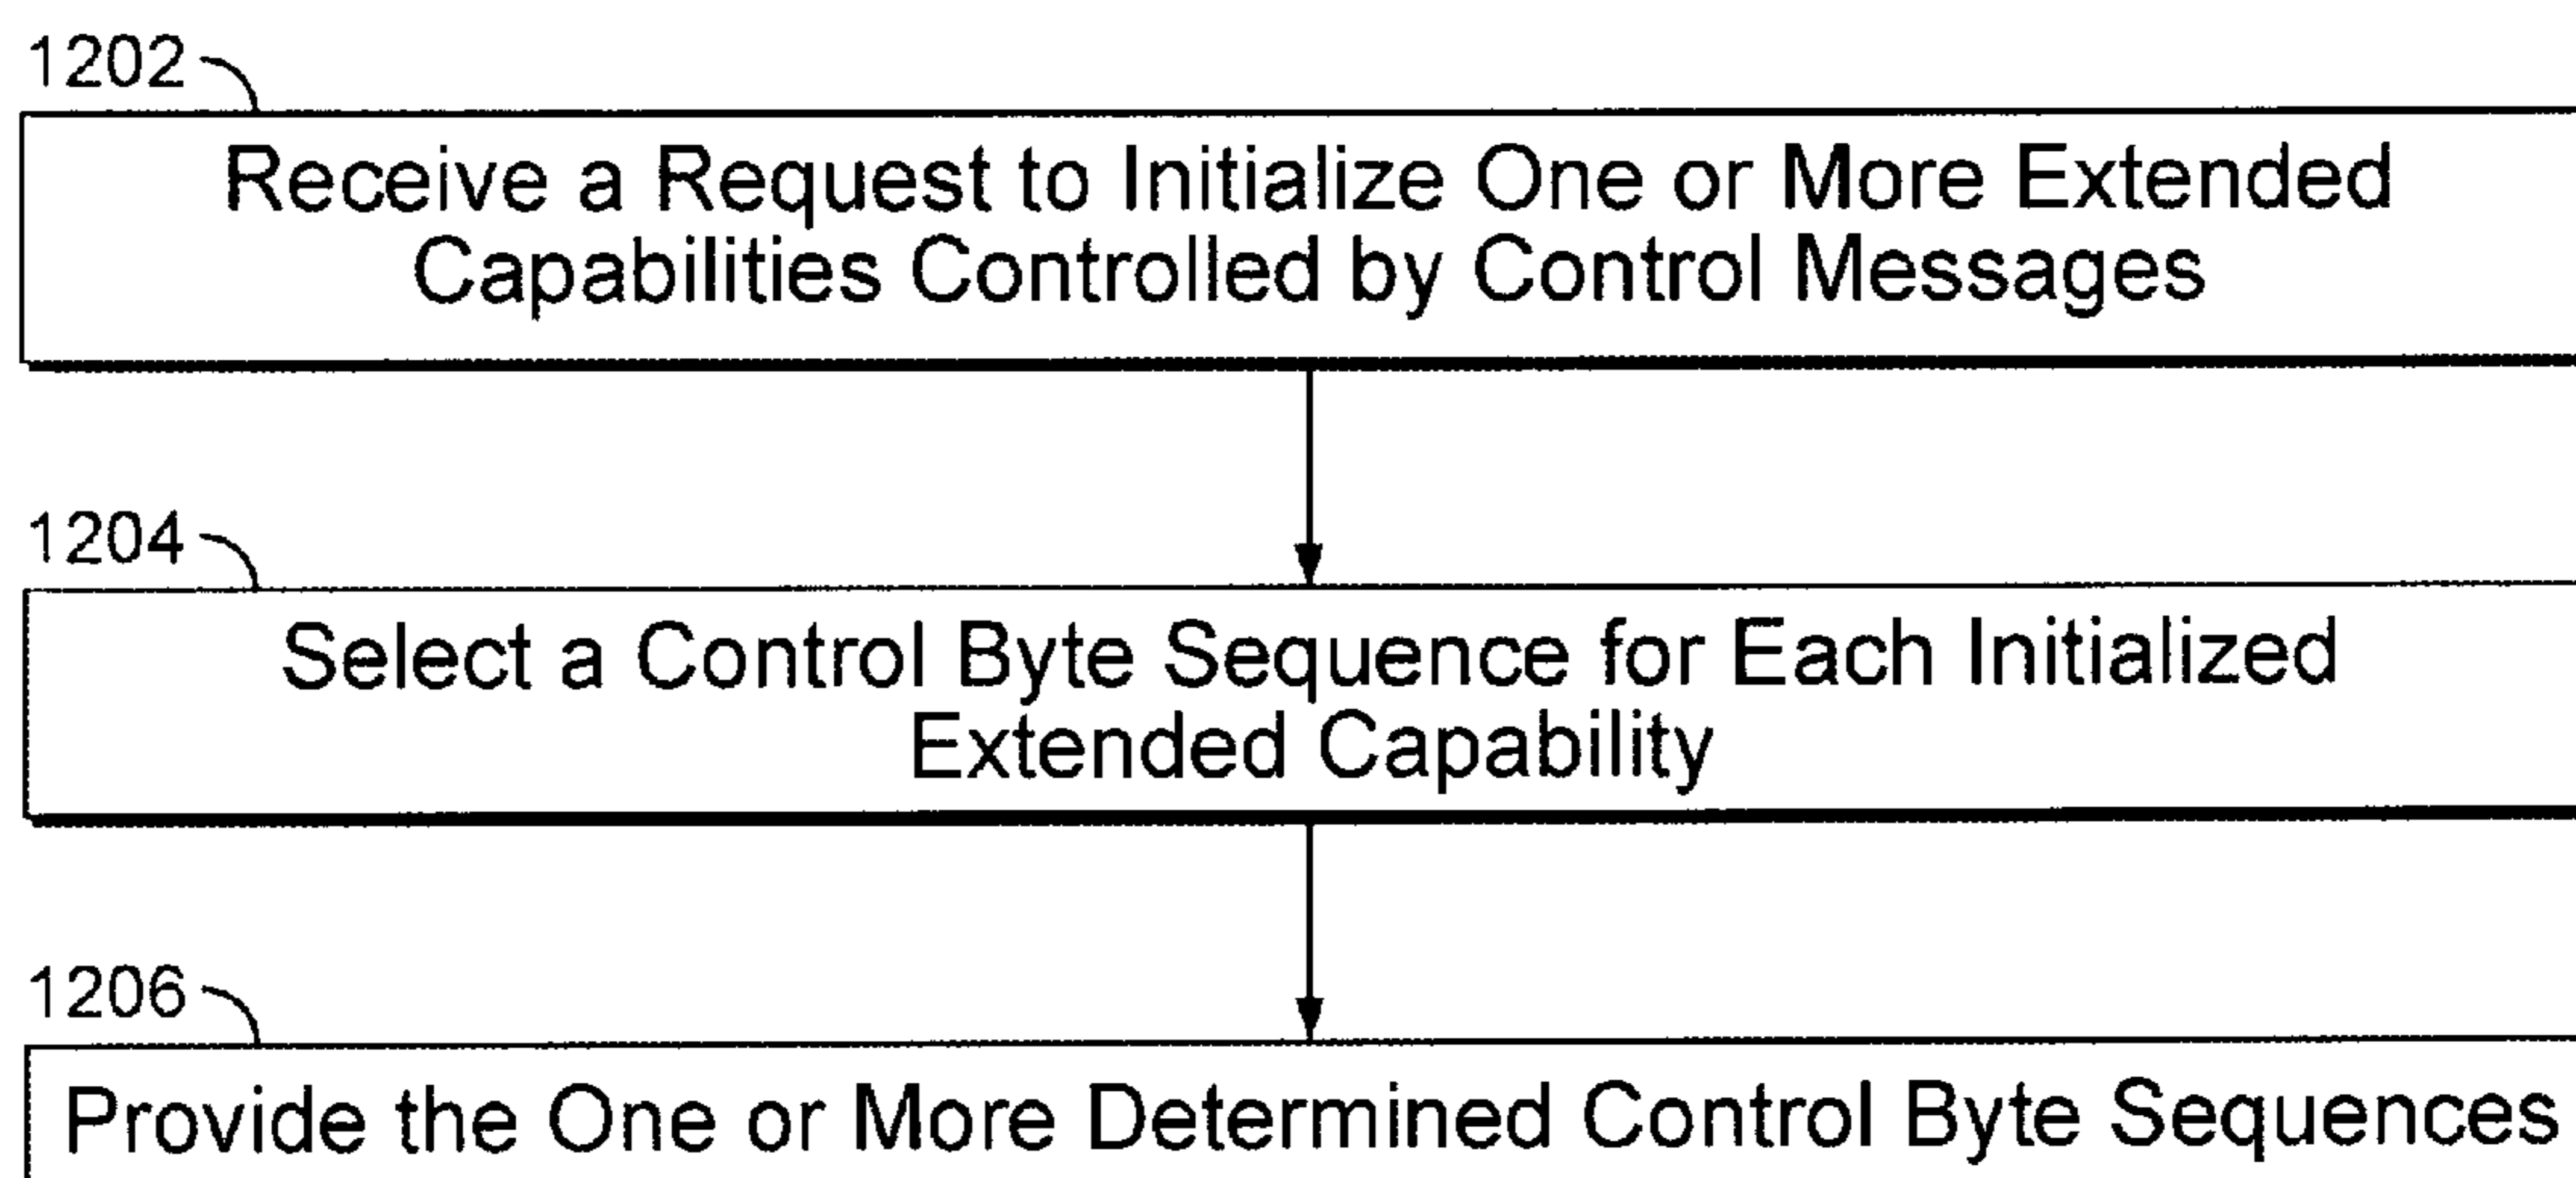 1202
Receive a Request to Initialize One or More Extended
Capabilities Controlled by Control Messages
1204
Select a Control Byte Sequence for Each Initialized
Extended Capability
1206
Provide the One or More Determined Control Byte Sequences